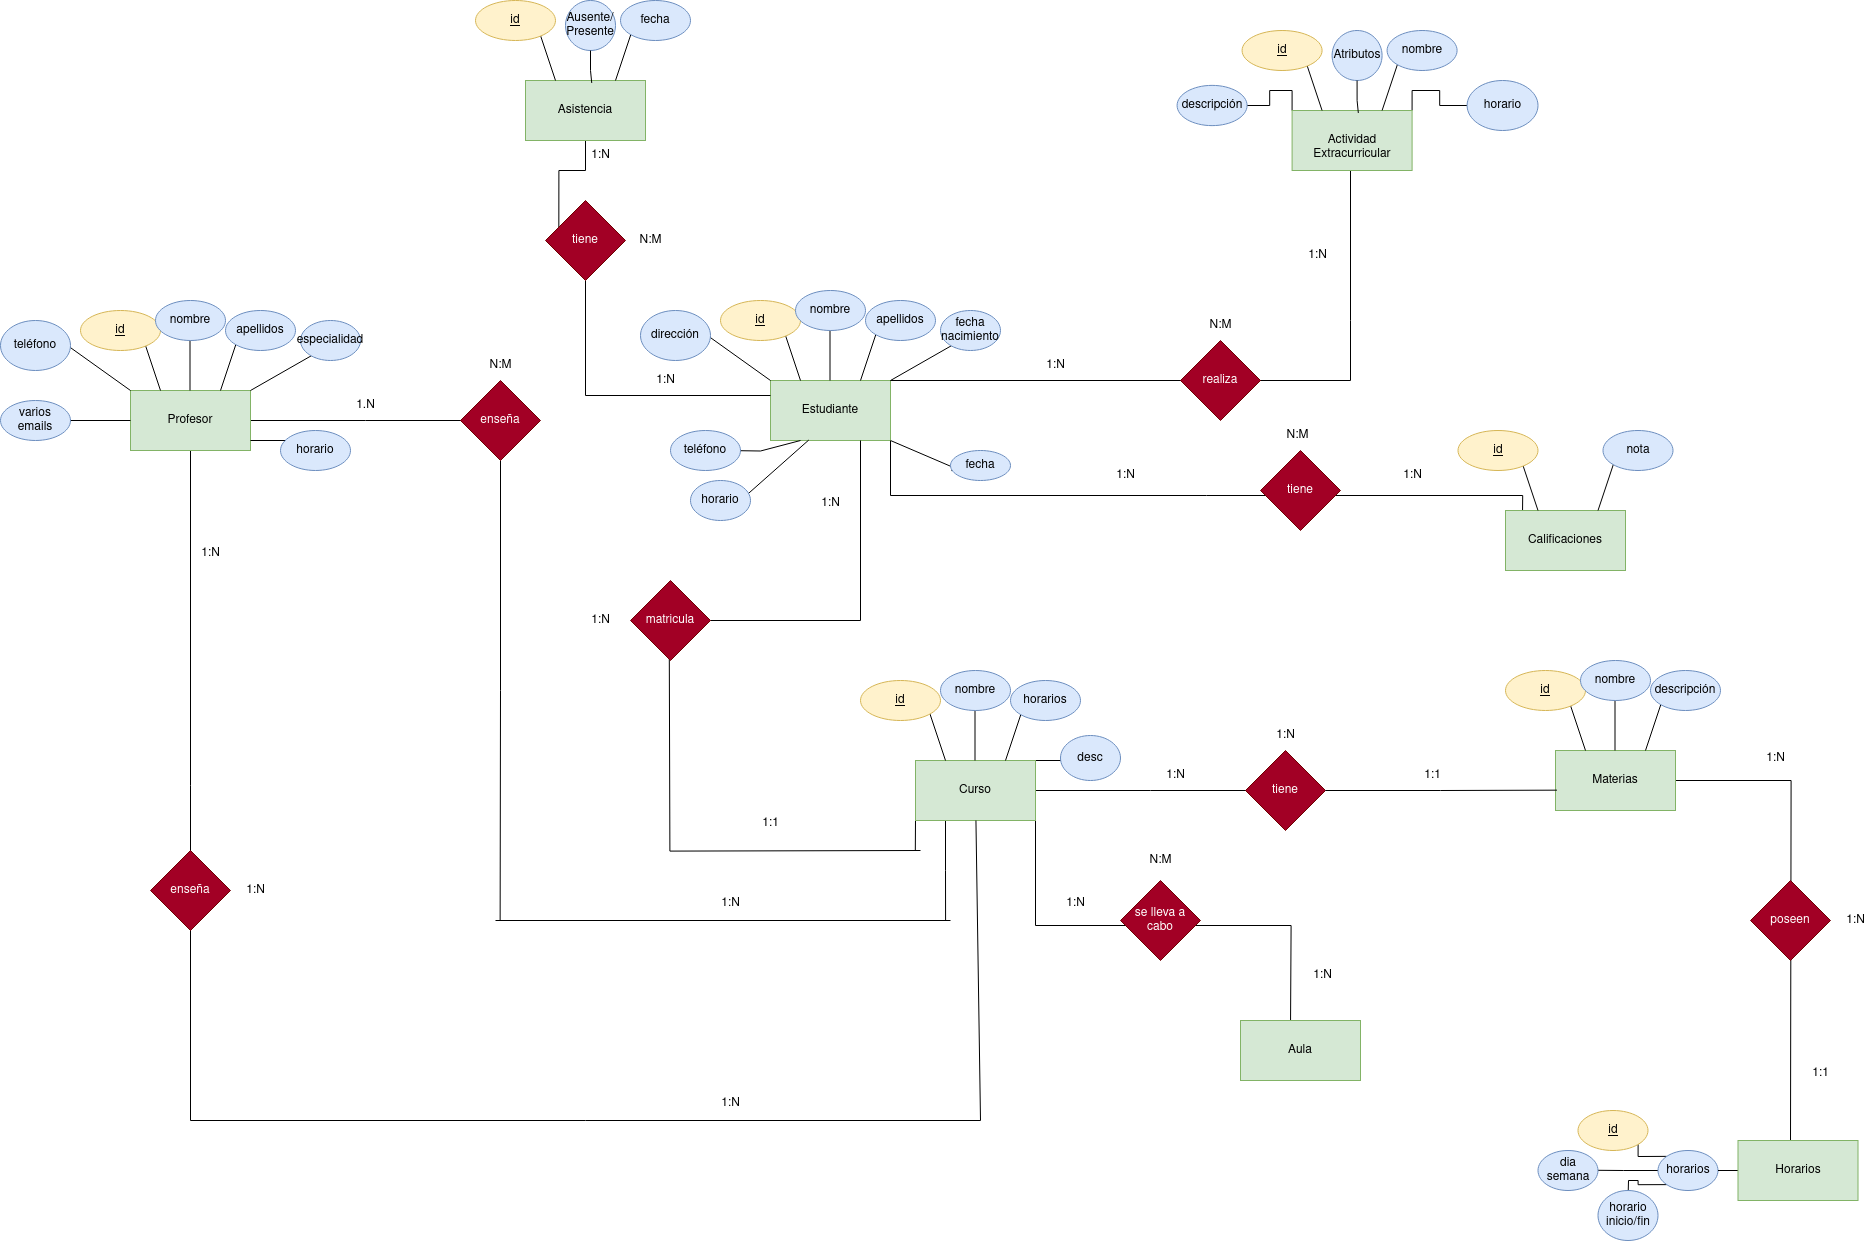 id
Ausente/
Presente
fecha
Asistencia
1:N
tiene
N:M
id
Atributos
nombre
descripción
horario
Actividad
Extracurricular
1:N
teléfono
id
nombre
apellidos
especialidad
varios
emails
Profesor
horario
1.N
N:M
enseña
dirección
id
nombre
apellidos
fecha
nacimiento
1:N
Estudiante
teléfono
horario
fecha
1:N
1:N
N:M
realiza
1:N
N:M
tiene
1:N
id
nota
Calificaciones
1:N
1:N
matricula
1:1
id
nombre
horarios
desc
Curso
1:N
1:N
tiene
1:1
id
nombre
descripción
Materias
1:N
enseña
1:N
1:N
1:N
N:M
se lleva a
cabo
1:N
1:N
Aula
poseen
1:N
1:1
id
dia
semana
horarios
horario
inicio/fin
Horarios